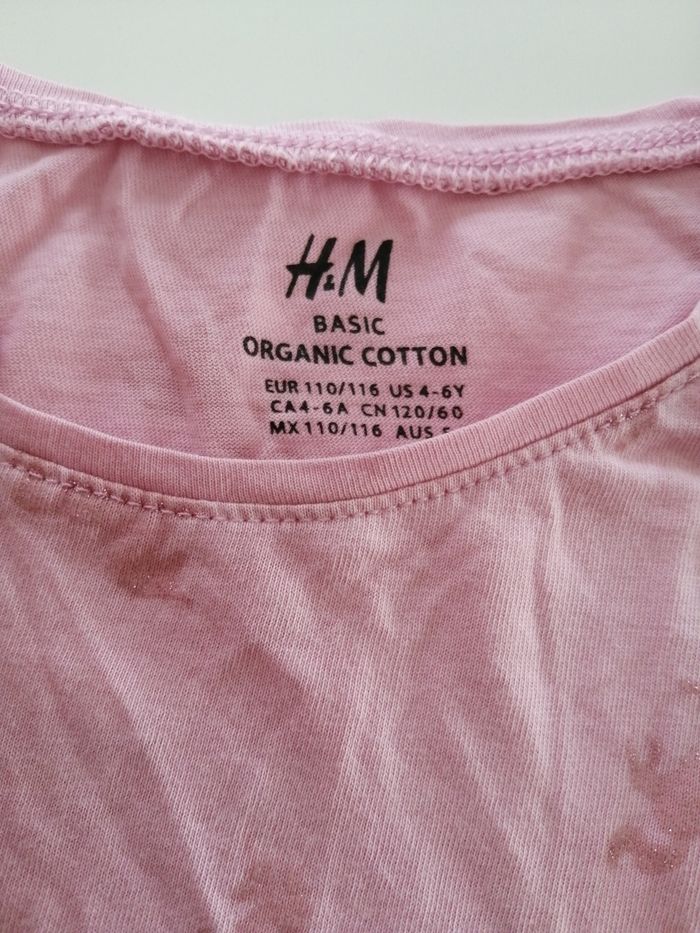 H&M
BASIC
ORGANIC COTTON
EUR 110/116 US 4-6Y
CA 4-6A CN 120/60
MX 110/116 AUS